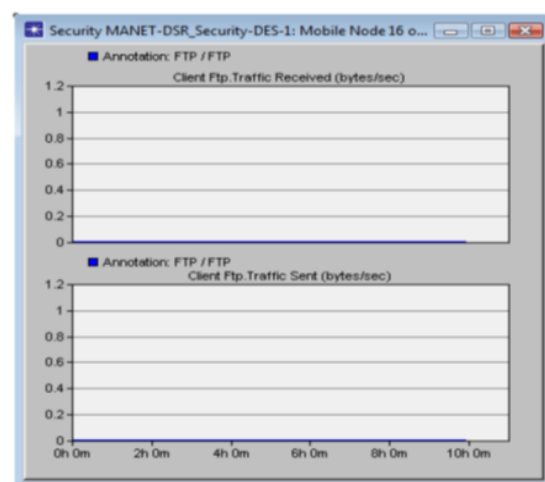 Security MANET-DSR_Security-DES-1: Mobile Node 16 o...
Annotation: FTP / FTP
Client Ftp.Traffic Received (bytes/sec)
1.2
1
0.8
0.6
0.4
0.2
0
Annotation: FTP / FTP
Client Ftp.Traffic Sent (bytes/sec)
1.2
1
0.8
0.6
0.4
0.2
0
0h 0m 2h 0m 4h 0m 6h 0m 8h 0m 10h 0m